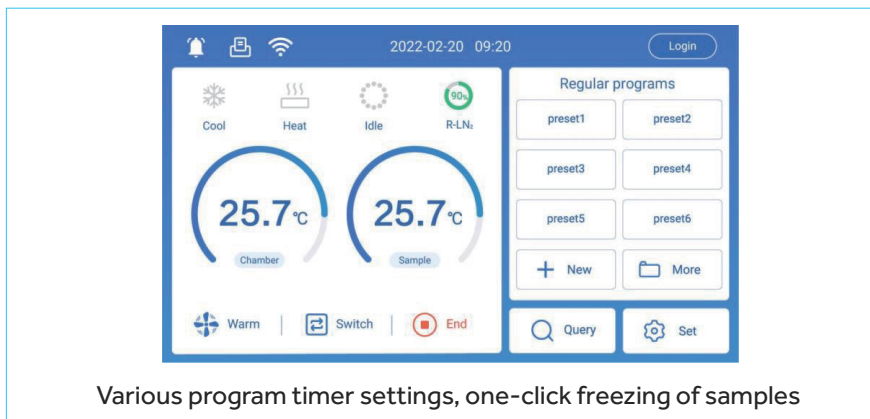 2022-02-20 09:20
Login
Cool
Heat
Idle
90%
R-LN₂
25.7℃
Chamber
25.7℃
Sample
Warm
Switch
End
Regular programs
preset1
preset2
preset3
preset4
preset5
preset6
New
More
Query
Set
Various program timer settings, one-click freezing of samples